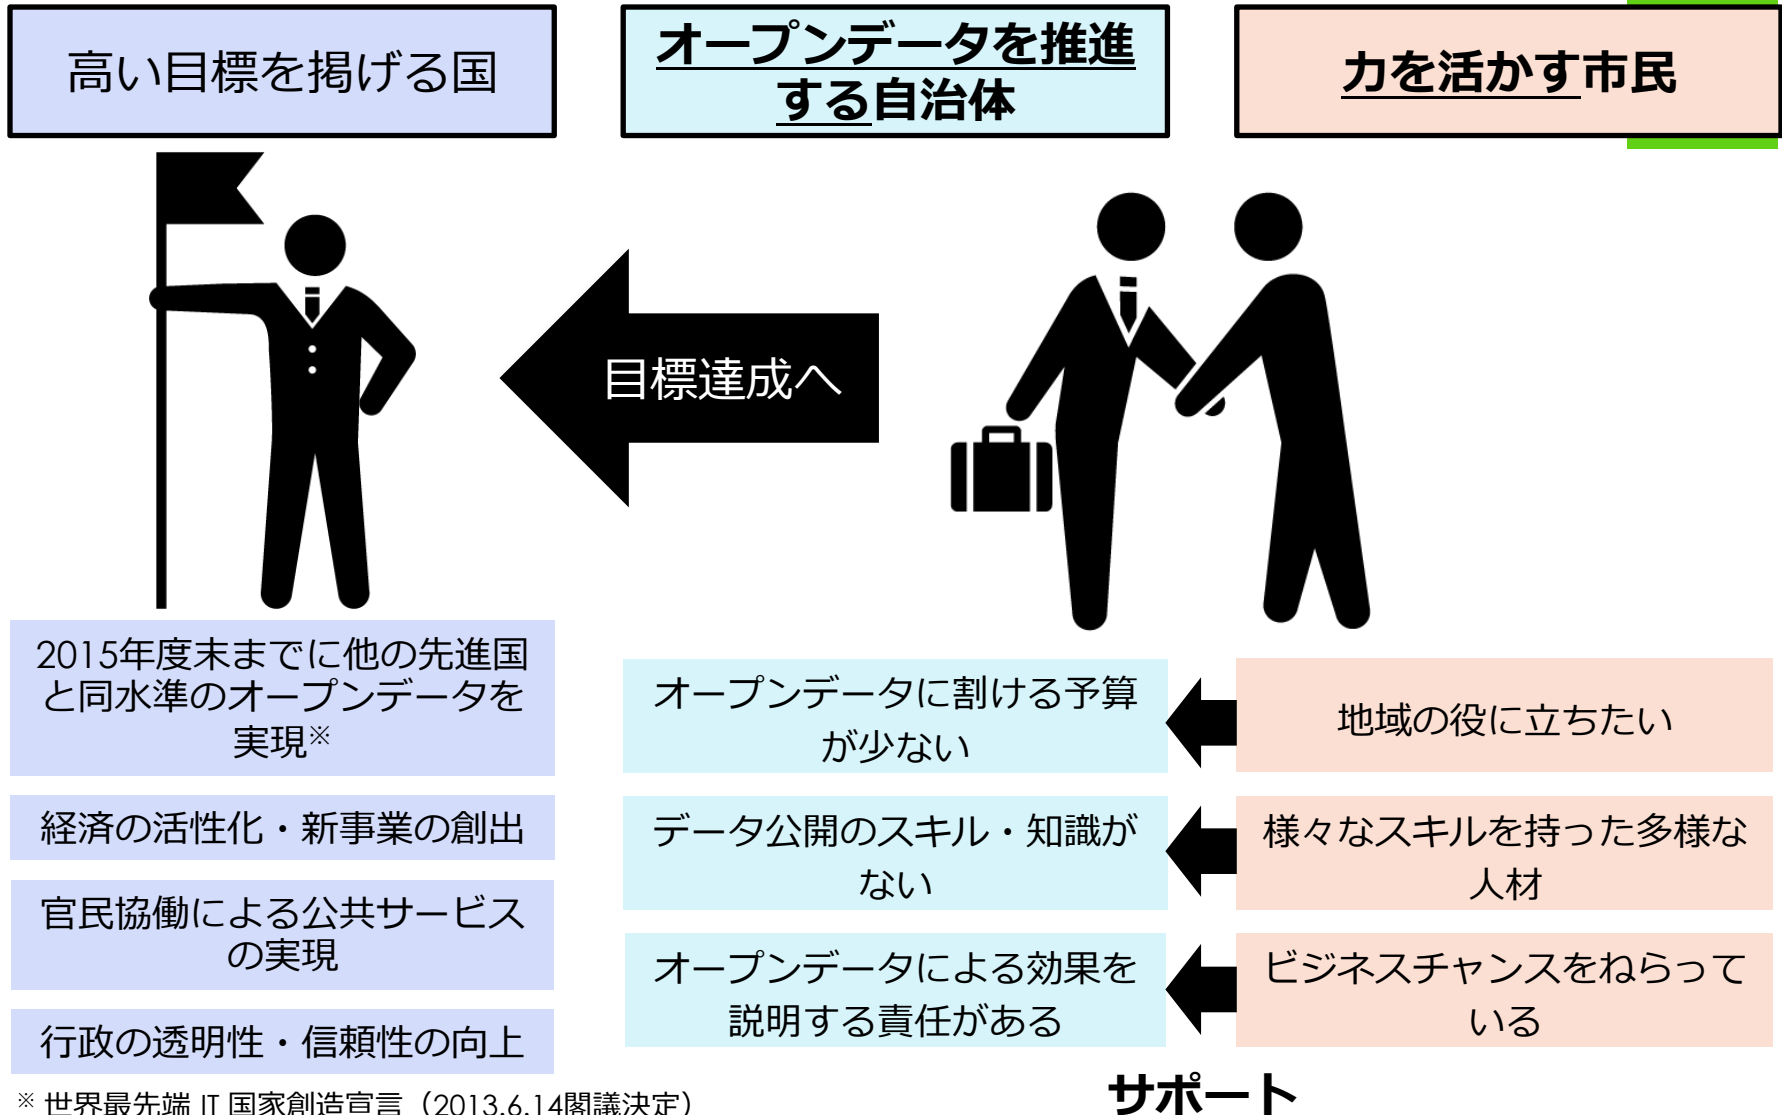 高い目標を掲げる国
オープンデータを推進
する自治体
力を活かす市民
目標達成へ
2015年度末までに他の先進国
と同水準のオープンデータを
実現※
経済の活性化・新事業の創出
官民協働による公共サービス
の実現
行政の透明性・信頼性の向上
オープンデータに割ける予算
が少ない
データ公開のスキル・知識が
ない
オープンデータによる効果を
説明する責任がある
地域の役に立ちたい
様々なスキルを持った多様な
人材
ビジネスチャンスをねらって
いる
サポート
※ 世界最先端 IT 国家創造宣言（2013.6.14閣議決定）